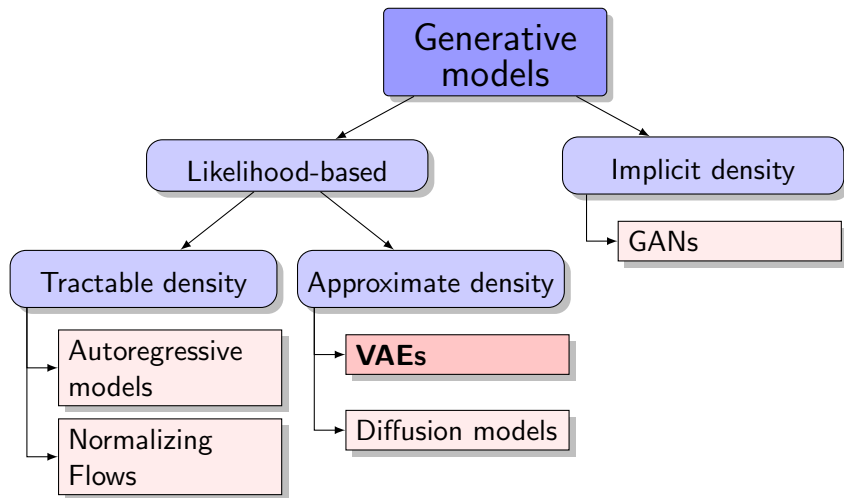 Generative
models
Likelihood-based
Implicit density
GANs
Tractable density
Approximate density
Autoregressive
models
VAEs
Normalizing
Flows
Diffusion models